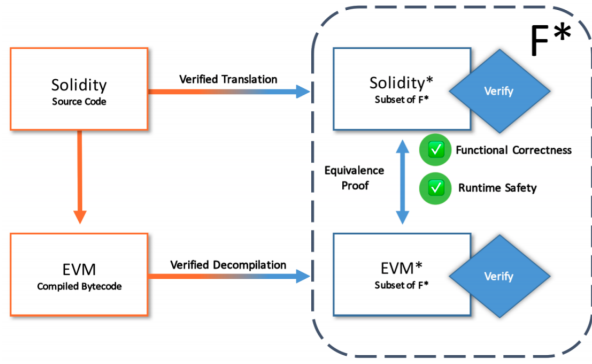 F*
Solidity
Source Code
Verified Translation
Solidity*
Subset of F*
Verify
Equivalence
Proof
Functional Correctness
Runtime Safety
EVM
Compiled Bytecode
Verified Decompilation
EVM*
Subset of F*
Verify